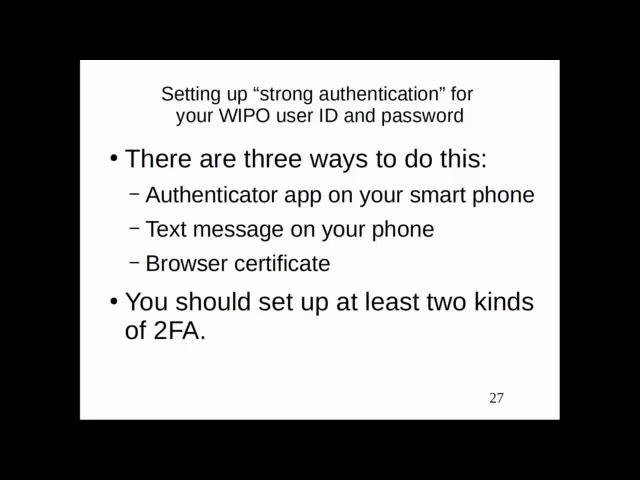 Setting up “strong authentication” for
your WIPO user ID and password
• There are three ways to do this:
– Authenticator app on your smart phone
– Text message on your phone
– Browser certificate
• You should set up at least two kinds
of 2FA.
27